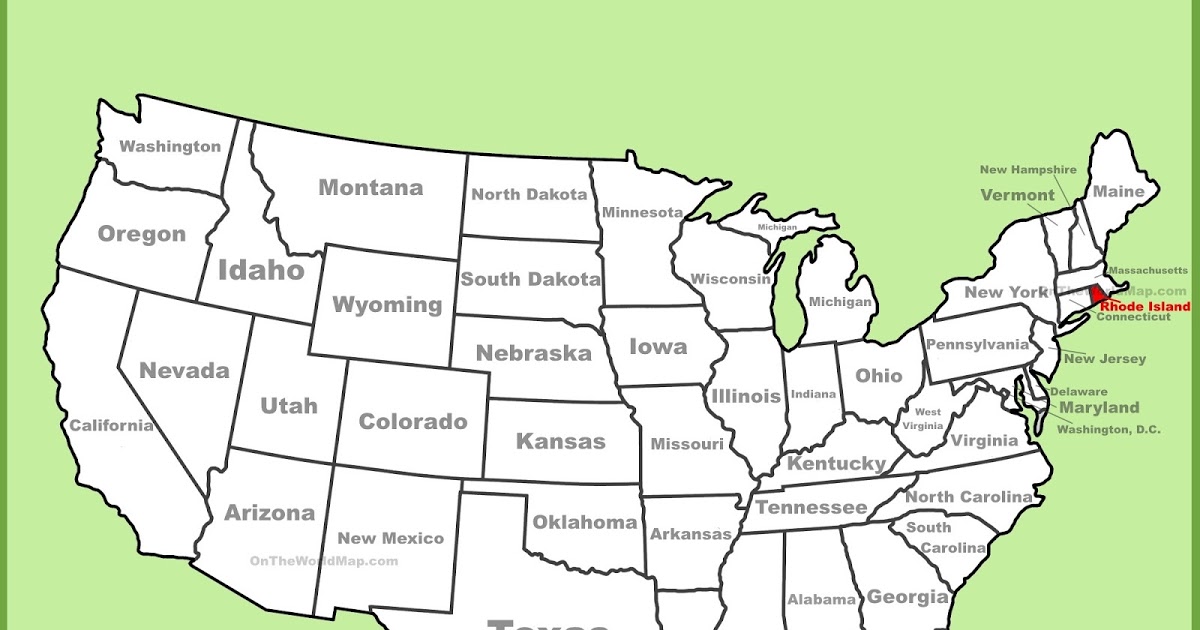 New Hampshire
Washington
Vermont
Montana
North Dakota
Maine
Minnesota
Michigan
Oregon
Idaho
Massachusetts
South Dakota
Wisconsin
New York
OnTheWorldMap.com
Wyoming
Michigan
Rhode Island
Connecticut
Iowa
Pennsylvania
Nebraska
New Jersey
Nevada
Ohio
Illinois
Indiana
Delaware
Utah
Maryland
Colorado
West
Virginia
California
Washington, D.C.
Kansas
Missouri
Virginia
Kentucky
North Carolina
Tennessee
Arizona
Oklahoma
South
Carolina
New Mexico
Arkansas
OnTheWorldMap.com
Alabama
Georgia
Texas